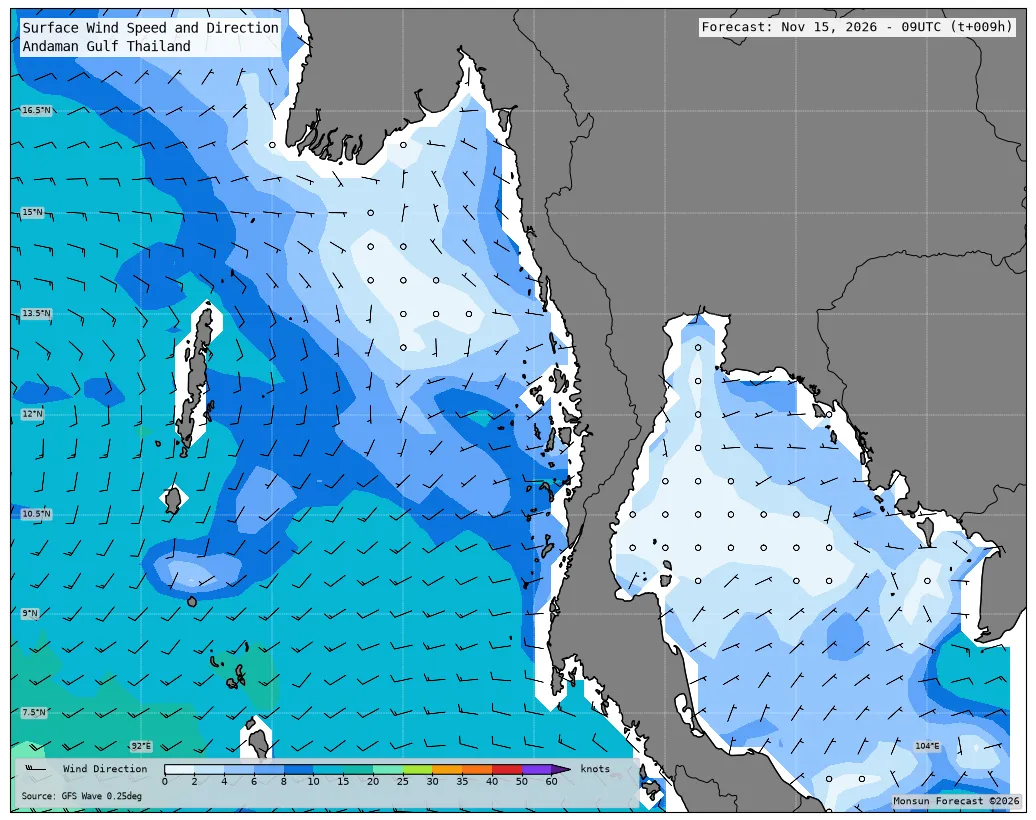 Surface Wind Speed and Direction
Andaman Gulf Thailand
Forecast: Nov 15, 2026 - 09UTC (t+009h)
16.5°N
15°N
13.5°N
12°N
10.5°N
9°N
7.5°N
92°E
104°E
Wind Direction
0 2 4 6 8 10 15 20 25 30 35 40 50 60
knots
Source: GFS Wave 0.25deg
Monsun Forecast ©2026